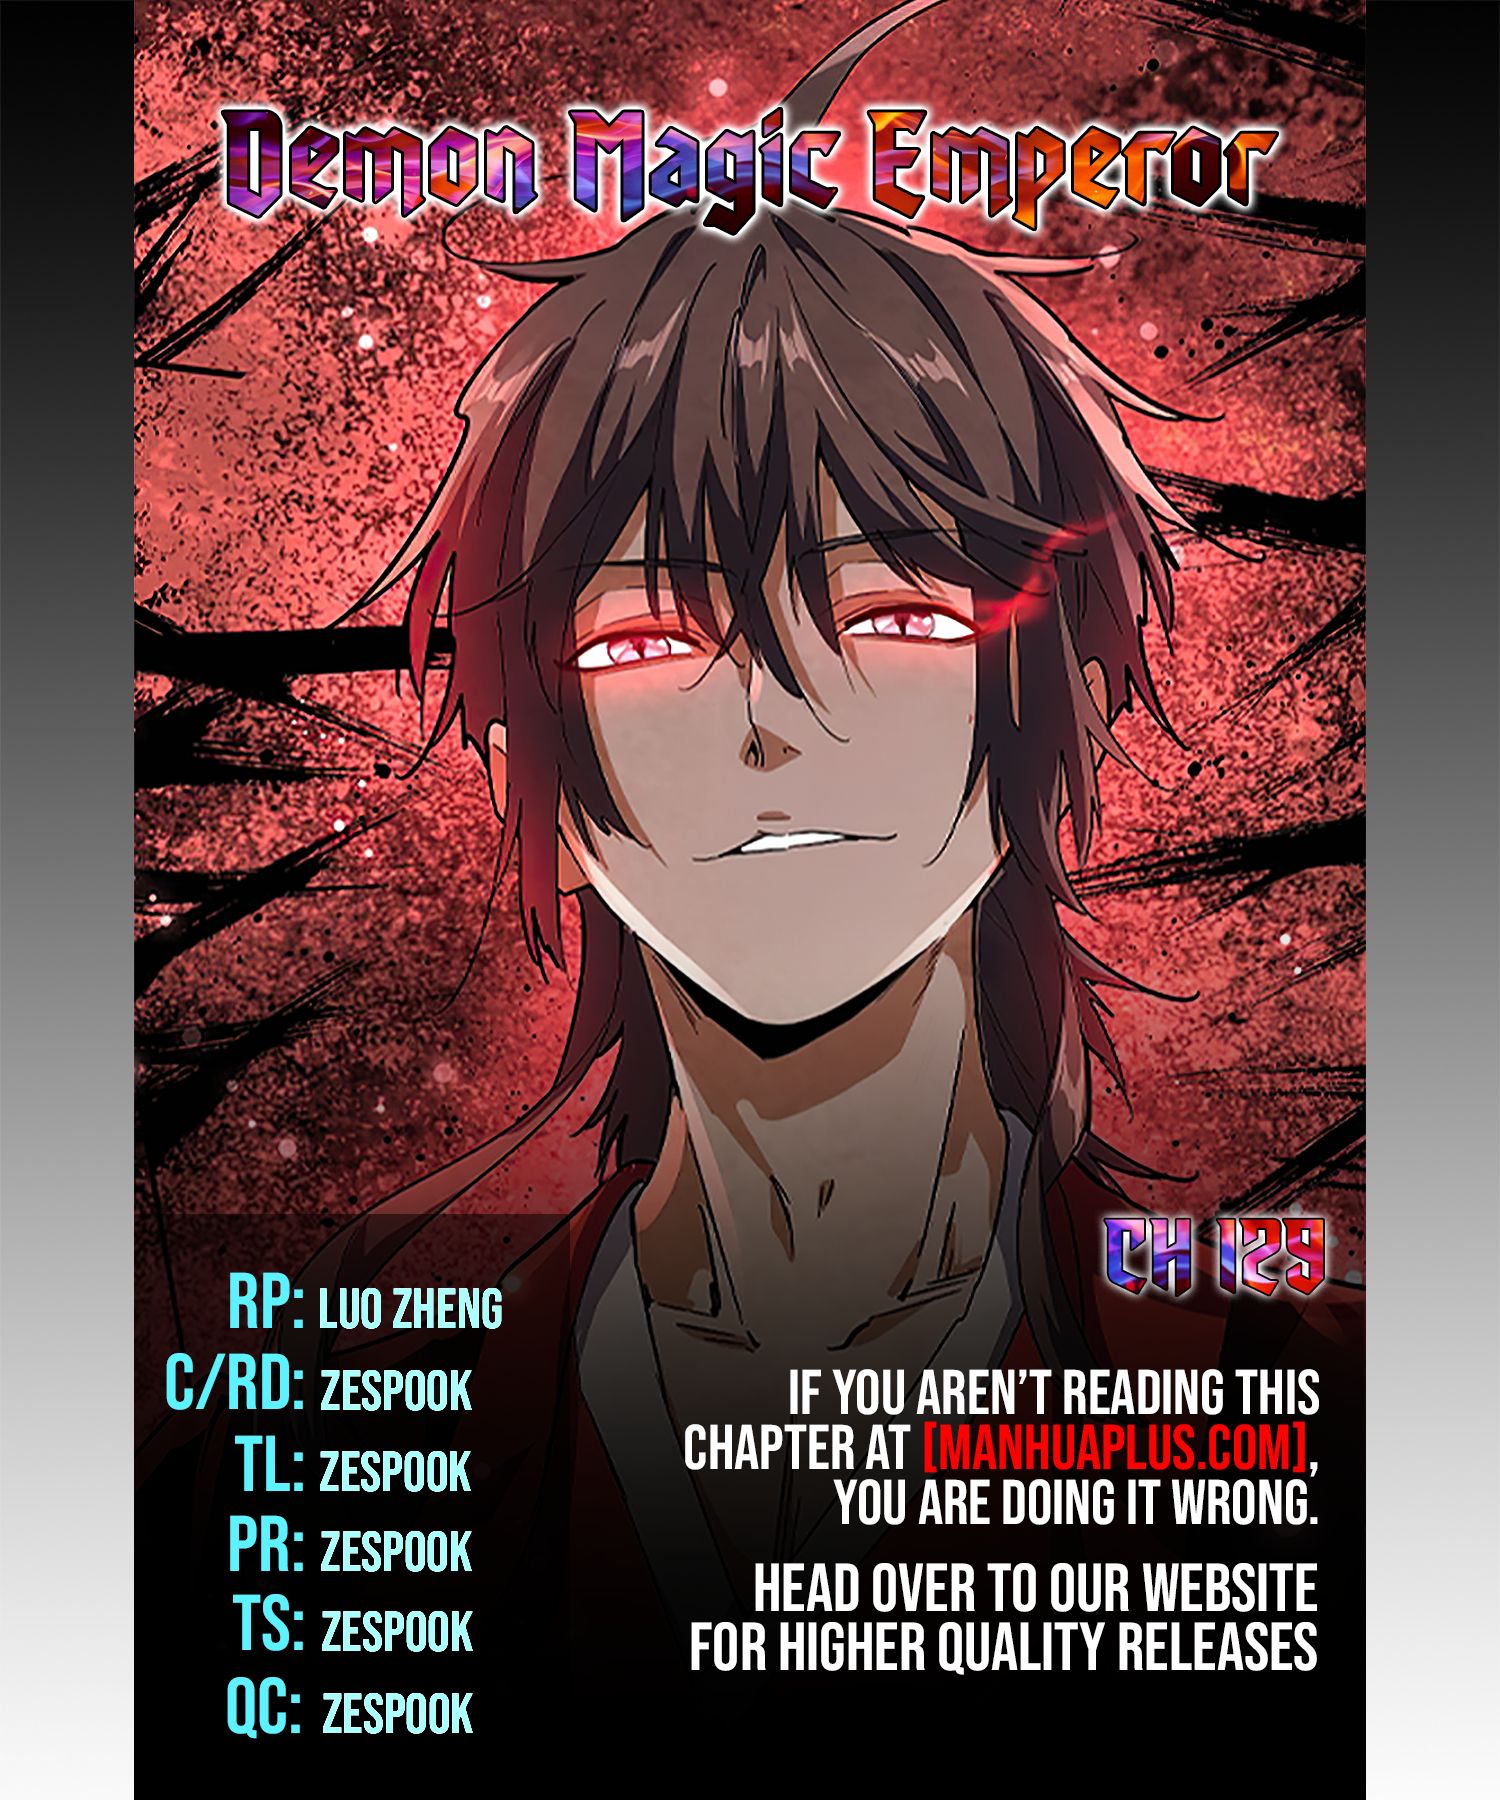 Demon Magic Emperor
CH 129
RP: LUO ZHENG
C/RD: ZESPOOK
TL: ZESPOOK
PR: ZESPOOK
TS: ZESPOOK
QC: ZESPOOK
IF YOU AREN'T READING THIS
CHAPTER AT [MANHUAPLUS.COM],
YOU ARE DOING IT WRONG.
HEAD OVER TO OUR WEBSITE
FOR HIGHER QUALITY RELEASES